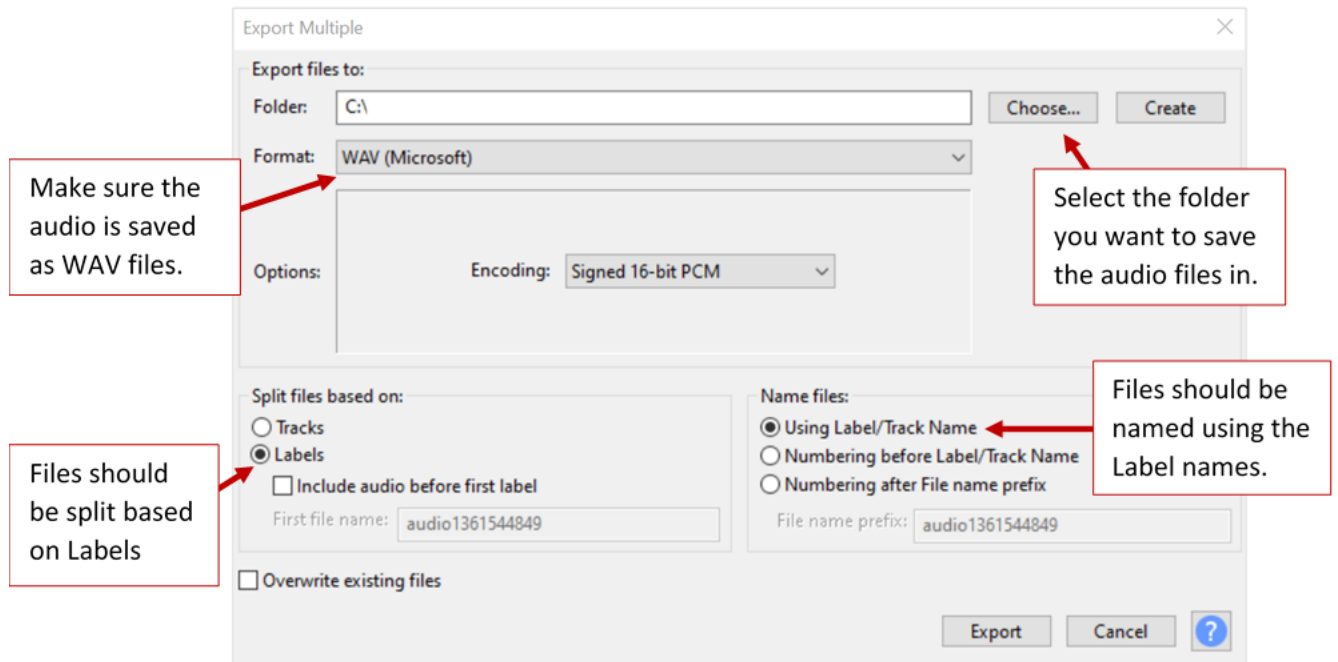 Export Multiple
Export files to:
Folder:
C:\
Choose...
Create
Format:
WAV (Microsoft)
Make sure the
audio is saved
as WAV files.
Select the folder
you want to save
the audio files in.
Options:
Encoding:
Signed 16-bit PCM
Split files based on:
Tracks
Labels
Include audio before first label
First file name:
audio1361544849
Files should
be split based
on Labels
Name files:
Using Label/Track Name
Numbering before Label/Track Name
Numbering after File name prefix
File name prefix:
audio1361544849
Files should be
named using the
Label names.
Overwrite existing files
Export
Cancel
?